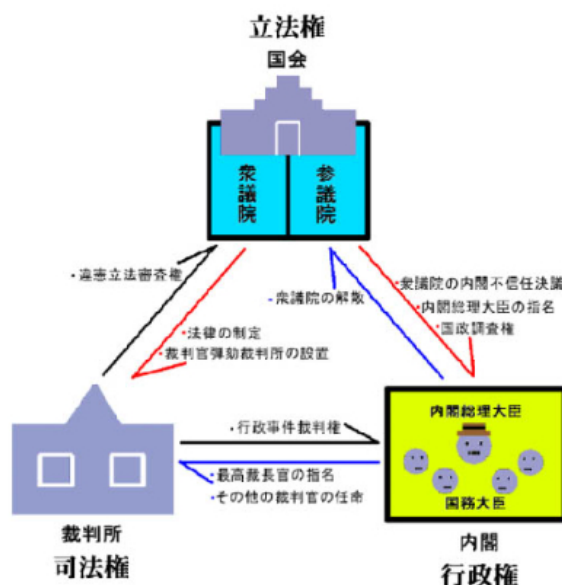 立法権
国会
衆議院
参議院
・違憲立法審査権
・衆議院の解散
・衆議院の内閣不信任決議
・内閣総理大臣の指名
・国政調査権
・法律の制定
・裁判官弾劾裁判所の設置
・行政事件裁判権
・最高裁長官の指名
・その他の裁判官の任命
内閣総理大臣
国務大臣
裁判所
司法権
内閣
行政権